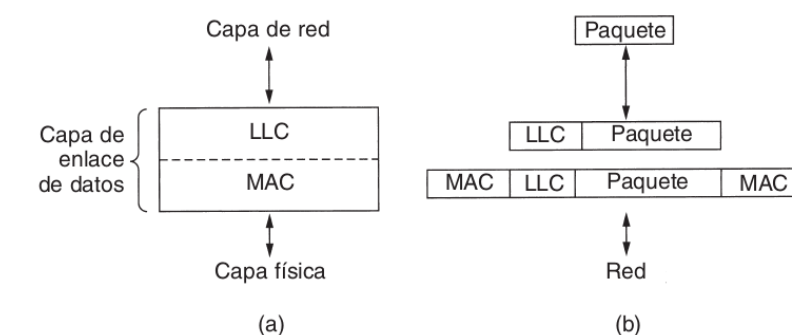 Capa de red
LLC
Capa de
enlace
de datos
MAC
Capa física
(a)
Paquete
LLC Paquete
MAC LLC Paquete MAC
Red
(b)